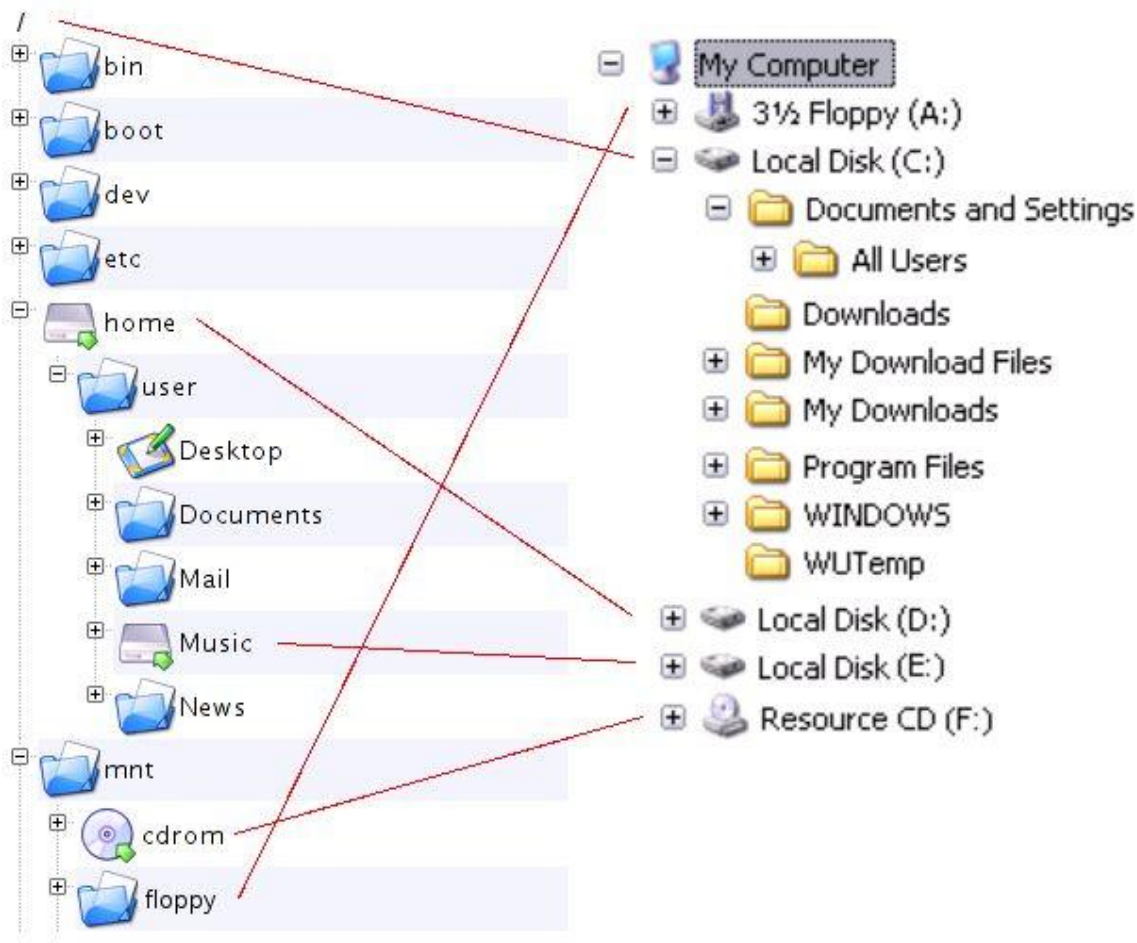 /
bin
boot
dev
etc
home
user
Desktop
Documents
Mail
Music
News
mnt
cdrom
floppy
My Computer
3½ Floppy (A:)
Local Disk (C:)
Documents and Settings
All Users
Downloads
My Download Files
My Downloads
Program Files
WINDOWS
WUTemp
Local Disk (D:)
Local Disk (E:)
Resource CD (F:)